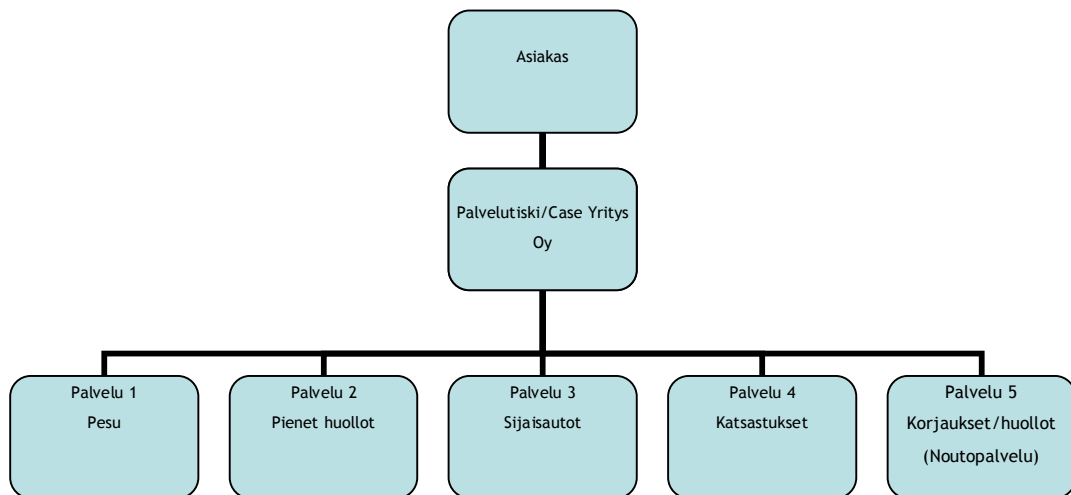 Asiakas
Palvelutiski/Case Yritys
Oy
Palvelu 1
Pesu
Palvelu 2
Pienet huollot
Palvelu 3
Sijaisautot
Palvelu 4
Katsastukset
Palvelu 5
Korjaukset/huollot
(Noutopalvelu)